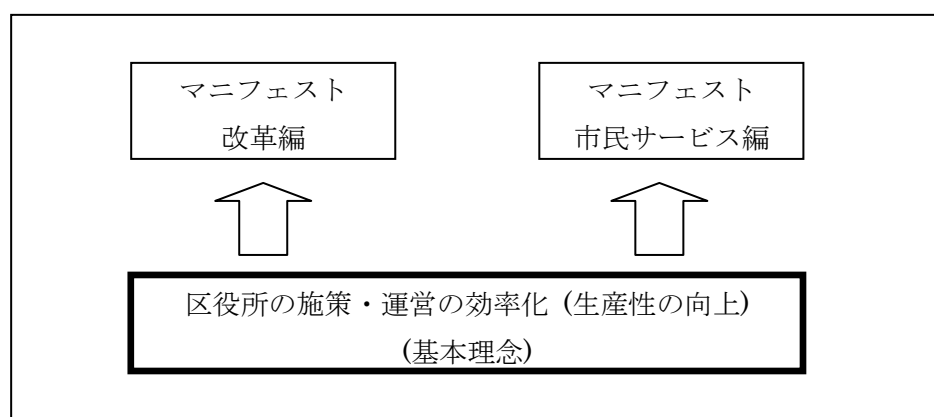 マニフェスト
改革編
マニフェスト
市民サービス編
区役所の施策・運営の効率化 (生産性の向上)
(基本理念)